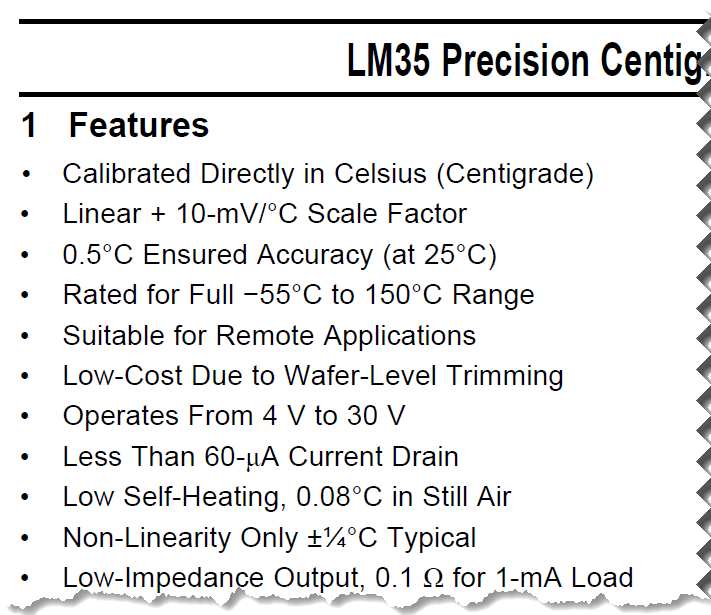 LM35 Precision Centig
1 Features
• Calibrated Directly in Celsius (Centigrade)
• Linear + 10-mV/°C Scale Factor
• 0.5°C Ensured Accuracy (at 25°C)
• Rated for Full −55°C to 150°C Range
• Suitable for Remote Applications
• Low-Cost Due to Wafer-Level Trimming
• Operates From 4 V to 30 V
• Less Than 60-μA Current Drain
• Low Self-Heating, 0.08°C in Still Air
• Non-Linearity Only ±¼°C Typical
• Low-Impedance Output, 0.1 Ω for 1-mA Load